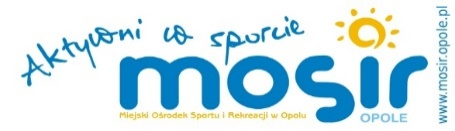 Aktywni w sporcie
mosir
Miejski Ośrodek Sportu i Rekreacji w Opolu
OPOLE
www.mosir.opole.pl